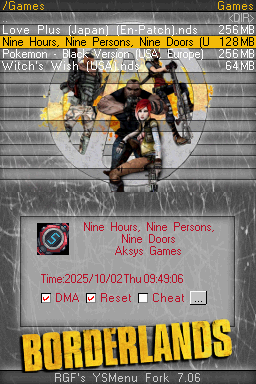 /Games Games
<DIR>
Love Plus (Japan) (En-Patch).nds 256MB
Nine Hours, Nine Persons, Nine Doors (U 128MB
Pokemon - Black Version (USA, Europe) 256MB
Witch's Wish (USA).nds 64MB
Nine Hours, Nine Persons,
Nine Doors
Aksys Games
Time:2025/10/02Thu09:49:06
DMA Reset Cheat ...
BORDERLANDS
RGF's YSMenu Fork 7.06